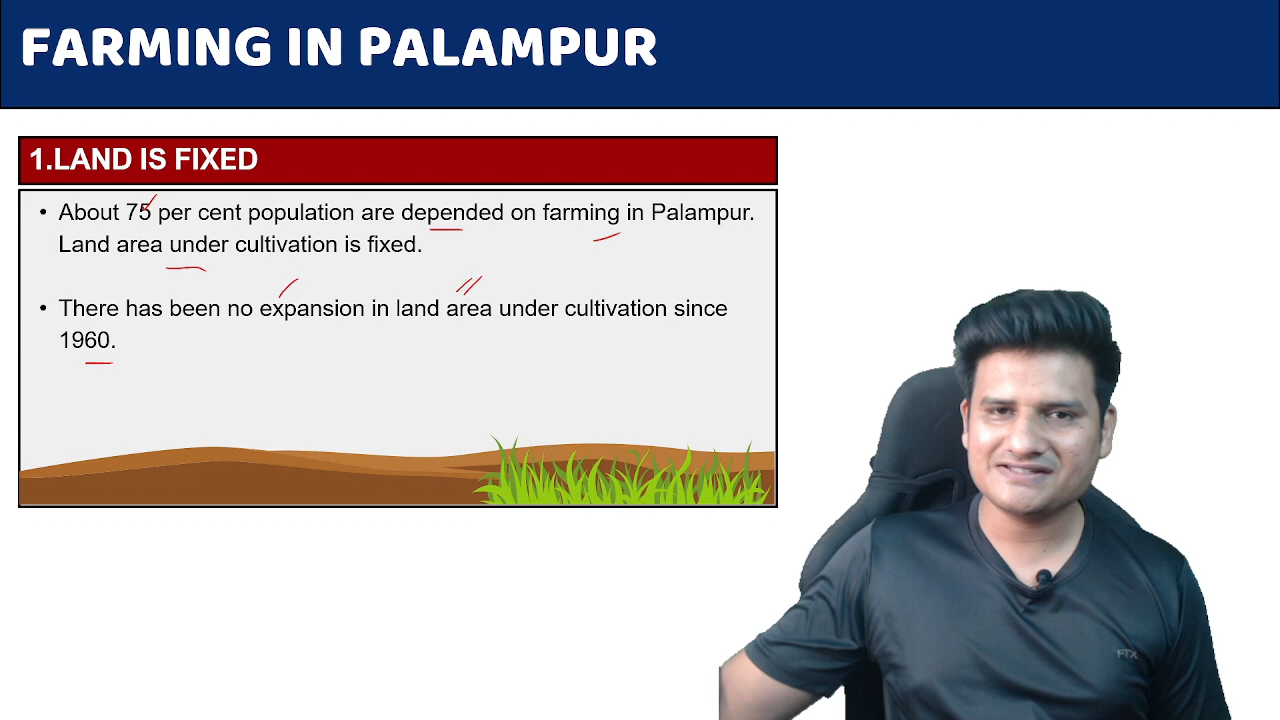 FARMING IN PALAMPUR
1.LAND IS FIXED
• About 75 per cent population are depended on farming in Palampur.
Land area under cultivation is fixed.
• There has been no expansion in land area under cultivation since
1960.
FTX